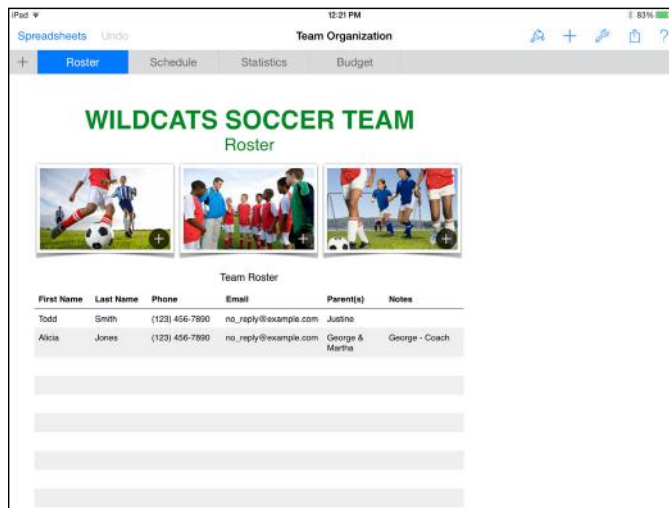 iPad 12:21 PM 83%
Spreadsheets Undo Team Organization ?
+ Roster Schedule Statistics Budget
WILDCATS SOCCER TEAM
Roster
Team Roster
First Name Last Name Phone Email Parent(s) Notes
Todd Smith (123) 456-7890 no_reply@example.com Justine
Alicia Jones (123) 456-7890 no_reply@example.com George & George - Coach
Martha